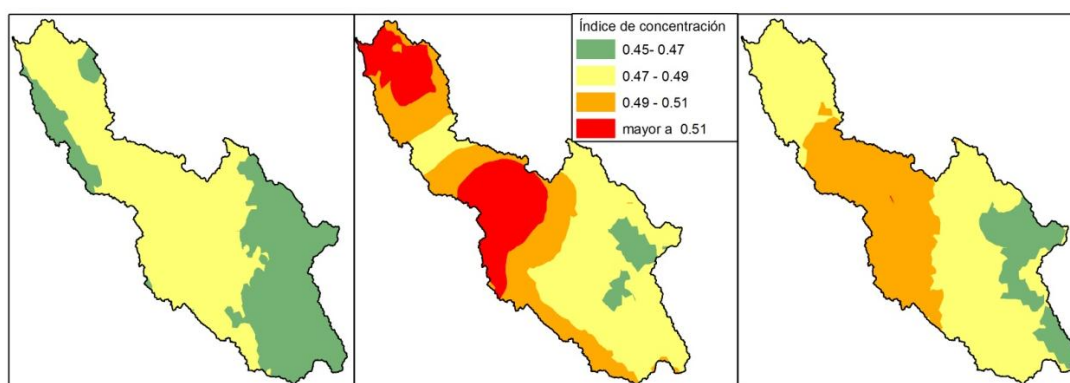 Índice de concentración
0.45- 0.47
0.47 - 0.49
0.49 - 0.51
mayor a 0.51